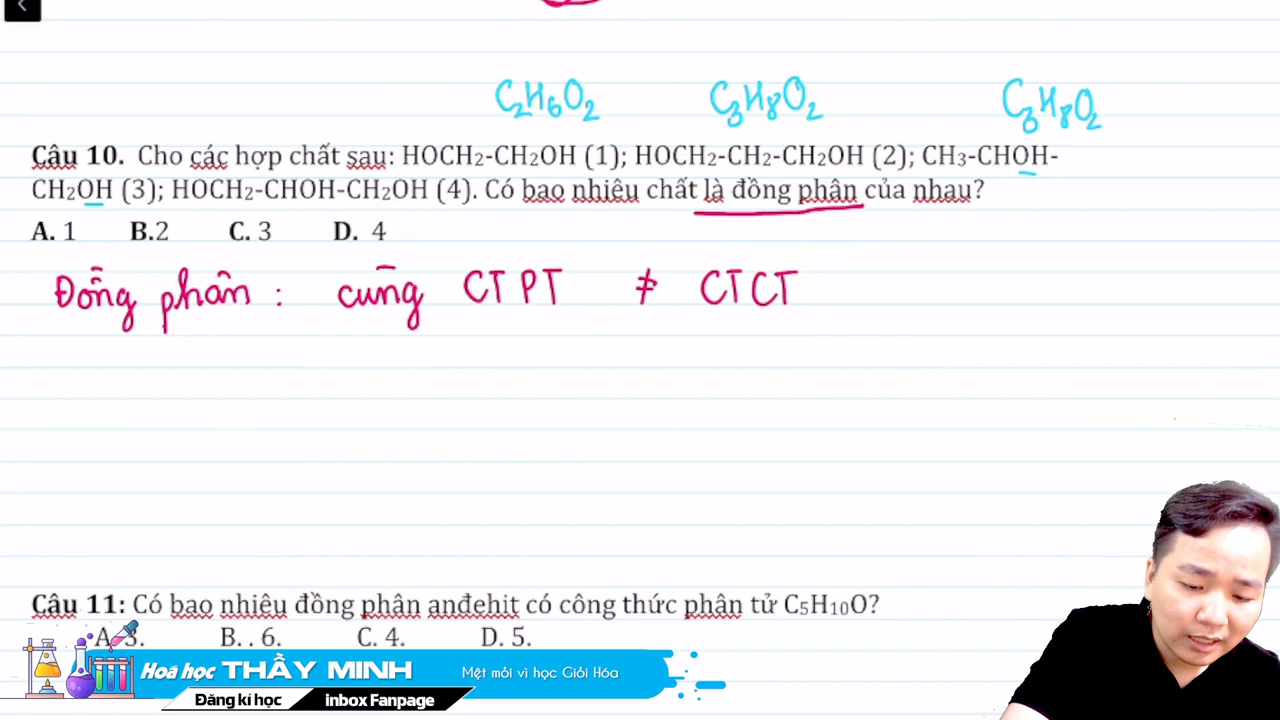 C₂H₆O₂ C₃H₈O₂ C₃H₈O₂
Câu 10. Cho các hợp chất sau: HOCH₂-CH₂OH (1); HOCH₂-CH₂-CH₂OH (2); CH₃-CHOH-
CH₂OH (3); HOCH₂-CHOH-CH₂OH (4). Có bao nhiêu chất là đồng phân của nhau?
A. 1 B.2 C. 3 D. 4
Đồng phân : cùng CTPT ≠ CTCT
Câu 11: Có bao nhiêu đồng phân anđehit có công thức phân tử C₅H₁₀O?
A. 3. B. . 6. C. 4. D. 5.
Hoá học THẦY MINH Mệt mỏi vì học Giỏi Hóa
Đăng kí học inbox Fanpage